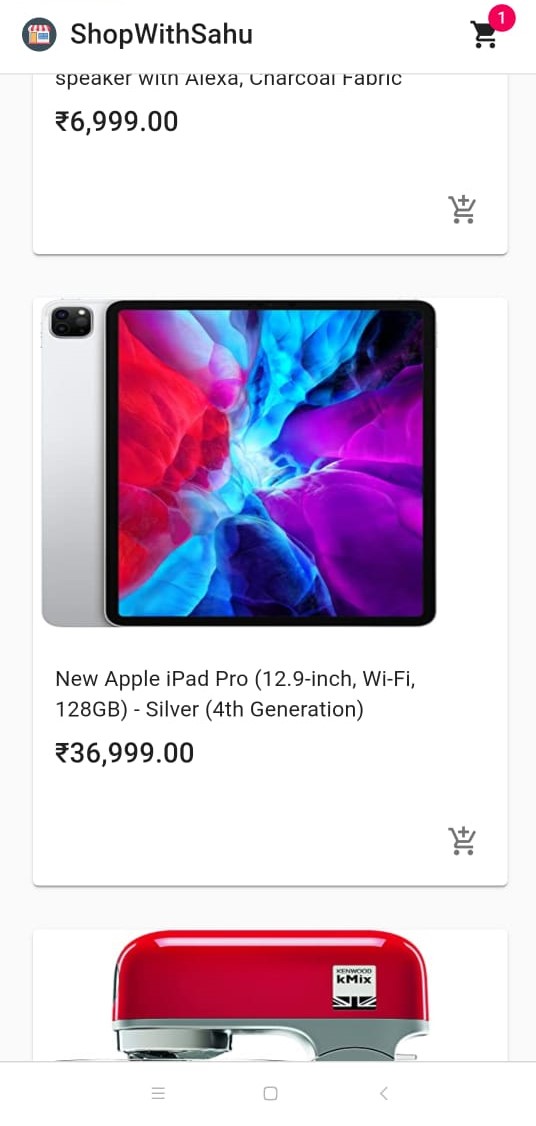 ShopWithSahu
1
speaker with Alexa, Charcoal Fabric
₹6,999.00
New Apple iPad Pro (12.9-inch, Wi-Fi,
128GB) - Silver (4th Generation)
₹36,999.00
KENWOOD
kMix